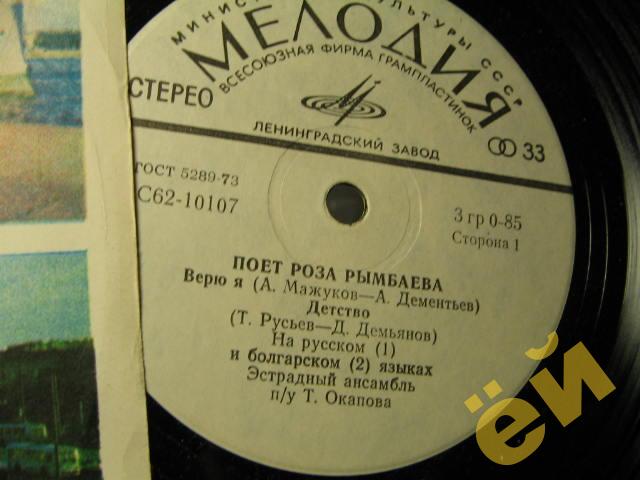 МИНИСТ КУЛЬТУРЫ СССР
МЕЛОДИЯ
ВСЕСОЮЗНАЯ ФИРМА ГРАМПЛАСТИНОК
СТЕРЕО
ЛЕНИНГРАДСКИЙ ЗАВОД
33
ГОСТ 5289-73
С62-10107
3 гр 0-85
Сторона 1
ПОЕТ РОЗА РЫМБАЕВА
Верю я (А. Мажуков—А. Дементьев)
Детство
(Т. Русьев—Д. Демьянов)
На русском (1)
и болгарском (2) языках
Эстрадный ансамбль
п/у Т. Окапова
ёй